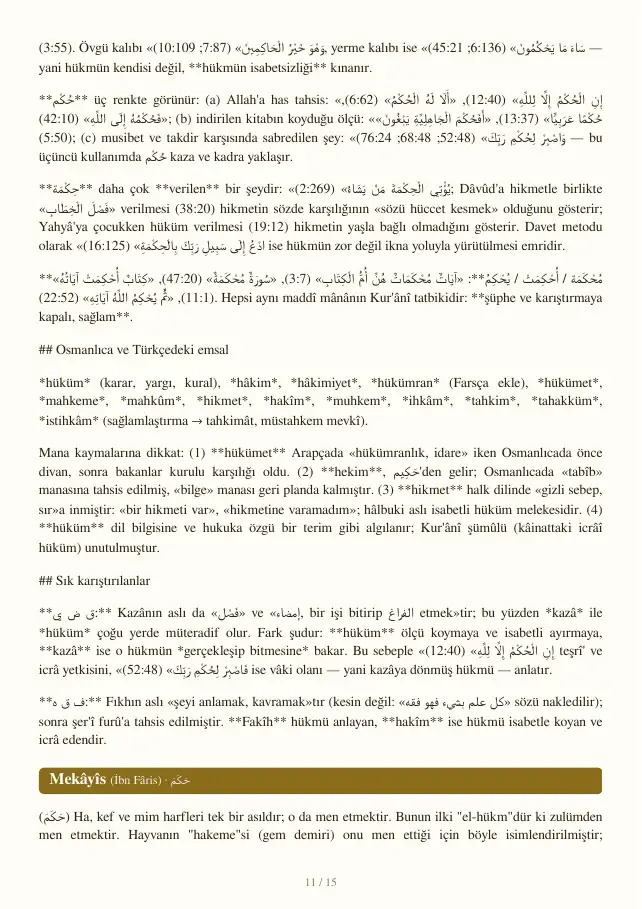 (3:55). Övgü kalıbı «وَهُوَ خَيْرُ الْحَاكِمِينَ» (7:87; 10:109), yerme kalıbı ise «سَاءَ مَا يَحْكُمُونَ» (6:136; 45:21) —
yani hükmün kendisi değil, **hükmün isabetsizliği** kınanır.
**حُكْم** üç renkte görünür: (a) Allah'a has tahsis: «إِنِ الْحُكْمُ إِلَّا لِلَّهِ» (12:40), «أَلَا لَهُ الْحُكْمُ» (6:62),
«فَحُكْمُهُ إِلَى اللَّهِ» (42:10); (b) indirilen kitabın koyduğu ölçü: «حُكْمًا عَرَبِيًّا» (13:37), «أَفَحُكْمَ الْجَاهِلِيَّةِ يَبْغُونَ»
(5:50); (c) musibet ve takdir karşısında sabredilen şey: «وَاصْبِرْ لِحُكْمِ رَبِّكَ» (52:48; 68:48; 76:24) — bu
üçüncü kullanımda حُكْم kaza ve kadra yaklaşır.
**حِكْمَة** daha çok **verilen** bir şeydir: «يُؤْتِي الْحِكْمَةَ مَنْ يَشَاءُ» (2:269); Dâvûd'a hikmetle birlikte
«فَصْلَ الْخِطَابِ» verilmesi (38:20) hikmetin sözde karşılığının «sözü hüccet kesmek» olduğunu gösterir;
Yahyâ'ya çocukken hüküm verilmesi (19:12) hikmetin yaşla bağlı olmadığını gösterir. Davet metodu
olarak «ادْعُ إِلَى سَبِيلِ رَبِّكَ بِالْحِكْمَةِ» (16:125) ise hükmün zor değil ikna yoluyla yürütülmesi emridir.
**مُحْكَمَة / أُحْكِمَتْ / يُحْكِمُ**: «آيَاتٌ مُحْكَمَاتٌ هُنَّ أُمُّ الْكِتَابِ» (3:7), «سُورَةٌ مُحْكَمَةٌ» (47:20), «كِتَابٌ أُحْكِمَتْ آيَاتُهُ»
(11:1), «ثُمَّ يُحْكِمُ اللَّهُ آيَاتِهِ» (22:52). Hepsi aynı maddî mânânın Kur'ânî tatbikidir: **şüphe ve karıştırmaya
kapalı, sağlam**.
## Osmanlıca ve Türkçedeki emsal
*hüküm* (karar, yargı, kural), *hâkim*, *hâkimiyet*, *hükümran* (Farsça ekle), *hükümet*,
*mahkeme*, *mahkûm*, *hikmet*, *hakîm*, *muhkem*, *ihkâm*, *tahkim*, *tahakküm*,
*istihkâm* (sağlamlaştırma → tahkimât, müstahkem mevkî).
Mana kaymalarına dikkat: (1) **hükümet** Arapçada «hükümranlık, idare» iken Osmanlıcada önce
divan, sonra bakanlar kurulu karşılığı oldu. (2) **hekim**, حَكِيم'den gelir; Osmanlıcada «tabîb»
manasına tahsis edilmiş, «bilge» manası geri planda kalmıştır. (3) **hikmet** halk dilinde «gizli sebep,
sır»a inmiştir: «bir hikmeti var», «hikmetine varamadım»; hâlbuki aslı isabetli hüküm melekesidir. (4)
**hüküm** dil bilgisine ve hukuka özgü bir terim gibi algılanır; Kur'ânî şümûlü (kâinattaki icraî
hüküm) unutulmuştur.
## Sık karıştırılanlar
**ق ض ي:** Kazânın aslı da «فَصْل» ve «إمضاء, bir işi bitirip الفراغ etmek»tir; bu yüzden *kazâ* ile
*hüküm* çoğu yerde müteradif olur. Fark şudur: **hüküm** ölçü koymaya ve isabetli ayırmaya,
**kazâ** ise o hükmün *gerçekleşip bitmesine* bakar. Bu sebeple «إِنِ الْحُكْمُ إِلَّا لِلَّهِ» (12:40) teşrî' ve
icrâ yetkisini, «فَاصْبِرْ لِحُكْمِ رَبِّكَ» (52:48) ise vâki olanı — yani kazâya dönmüş hükmü — anlatır.
**ف ق ه:** Fıkhın aslı «şeyi anlamak, kavramak»tır (kesin değil: «كل علم بشيء فهو فقه» sözü nakledilir);
sonra şer'î furû'a tahsis edilmiştir. **Fakîh** hükmü anlayan, **hakîm** ise hükmü isabetle koyan ve
icrâ edendir.
Mekâyîs (İbn Fâris) · حَكَمَ
(حَكَمَ) Ha, kef ve mim harfleri tek bir asıldır; o da men etmektir. Bunun ilki "el-hükm"dür ki zulümden
men etmektir. Hayvanın "hakeme"si (gem demiri) onu men ettiği için böyle isimlendirilmiştir;
11 / 15